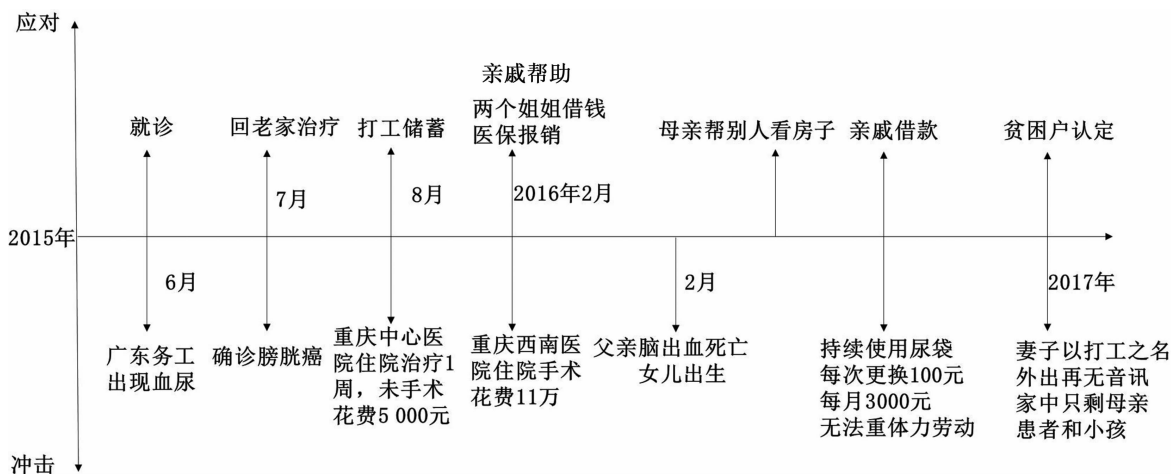 应对
亲戚帮助
两个姐姐借钱
医保报销
就诊
回老家治疗
打工储蓄
母亲帮别人看房子
亲戚借款
贫困户认定
7月
8月
2016年2月
2015年
6月
2月
2017年
广东务工
出现血尿
确诊膀胱癌
重庆中心医
院住院治疗1
周，未手术
花费5 000元
重庆西南医
院住院手术
花费11万
父亲脑出血死亡
女儿出生
持续使用尿袋
每次更换100元
每月3000元
无法重体力劳动
妻子以打工之名
外出再无音讯
家中只剩母亲
患者和小孩
冲击